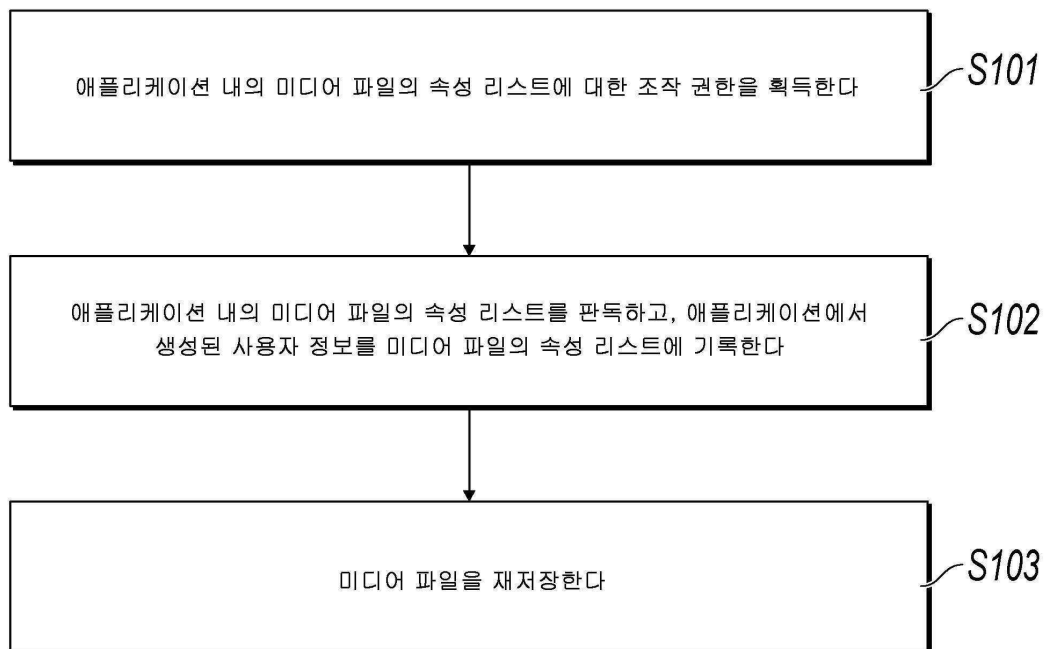 애플리케이션 내의 미디어 파일의 속성 리스트에 대한 조작 권한을 획득한다
S101
애플리케이션 내의 미디어 파일의 속성 리스트를 판독하고, 애플리케이션에서
생성된 사용자 정보를 미디어 파일의 속성 리스트에 기록한다
S102
미디어 파일을 재저장한다
S103